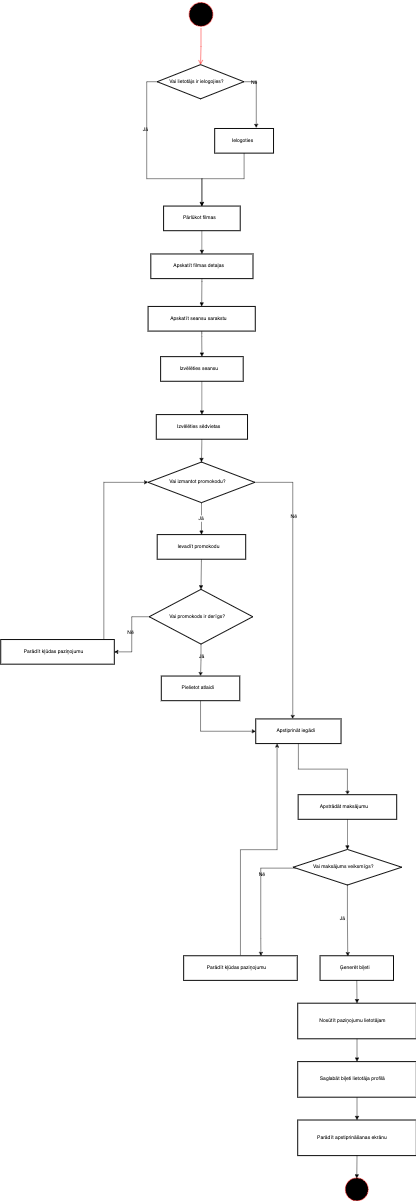 Vai lietotājs ir ielogojies?
Nē
Jā
Ielogoties
Pārlūkot filmas
Apskatīt filmas detaļas
Apskatīt seansu sarakstu
Izvēlēties seansu
Izvēlēties sēdvietas
Vai izmantot promokodu?
Nē
Jā
Ievadīt promokodu
Vai promokods ir derīgs?
Nē
Parādīt kļūdas paziņojumu
Jā
Pielietot atlaidi
Apstiprināt iegādi
Apstrādāt maksājumu
Vai maksājums veiksmīgs?
Nē
Jā
Parādīt kļūdas paziņojumu
Ģenerēt biļeti
Nosūtīt paziņojumu lietotājam
Saglabāt biļeti lietotāja profilā
Parādīt apstiprināšanas ekrānu